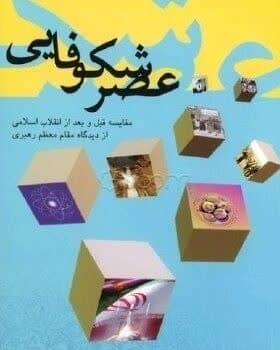 عصر شکوفایی
مقایسه قبل و بعد از انقلاب اسلامی
از دیدگاه مقام معظم رهبری